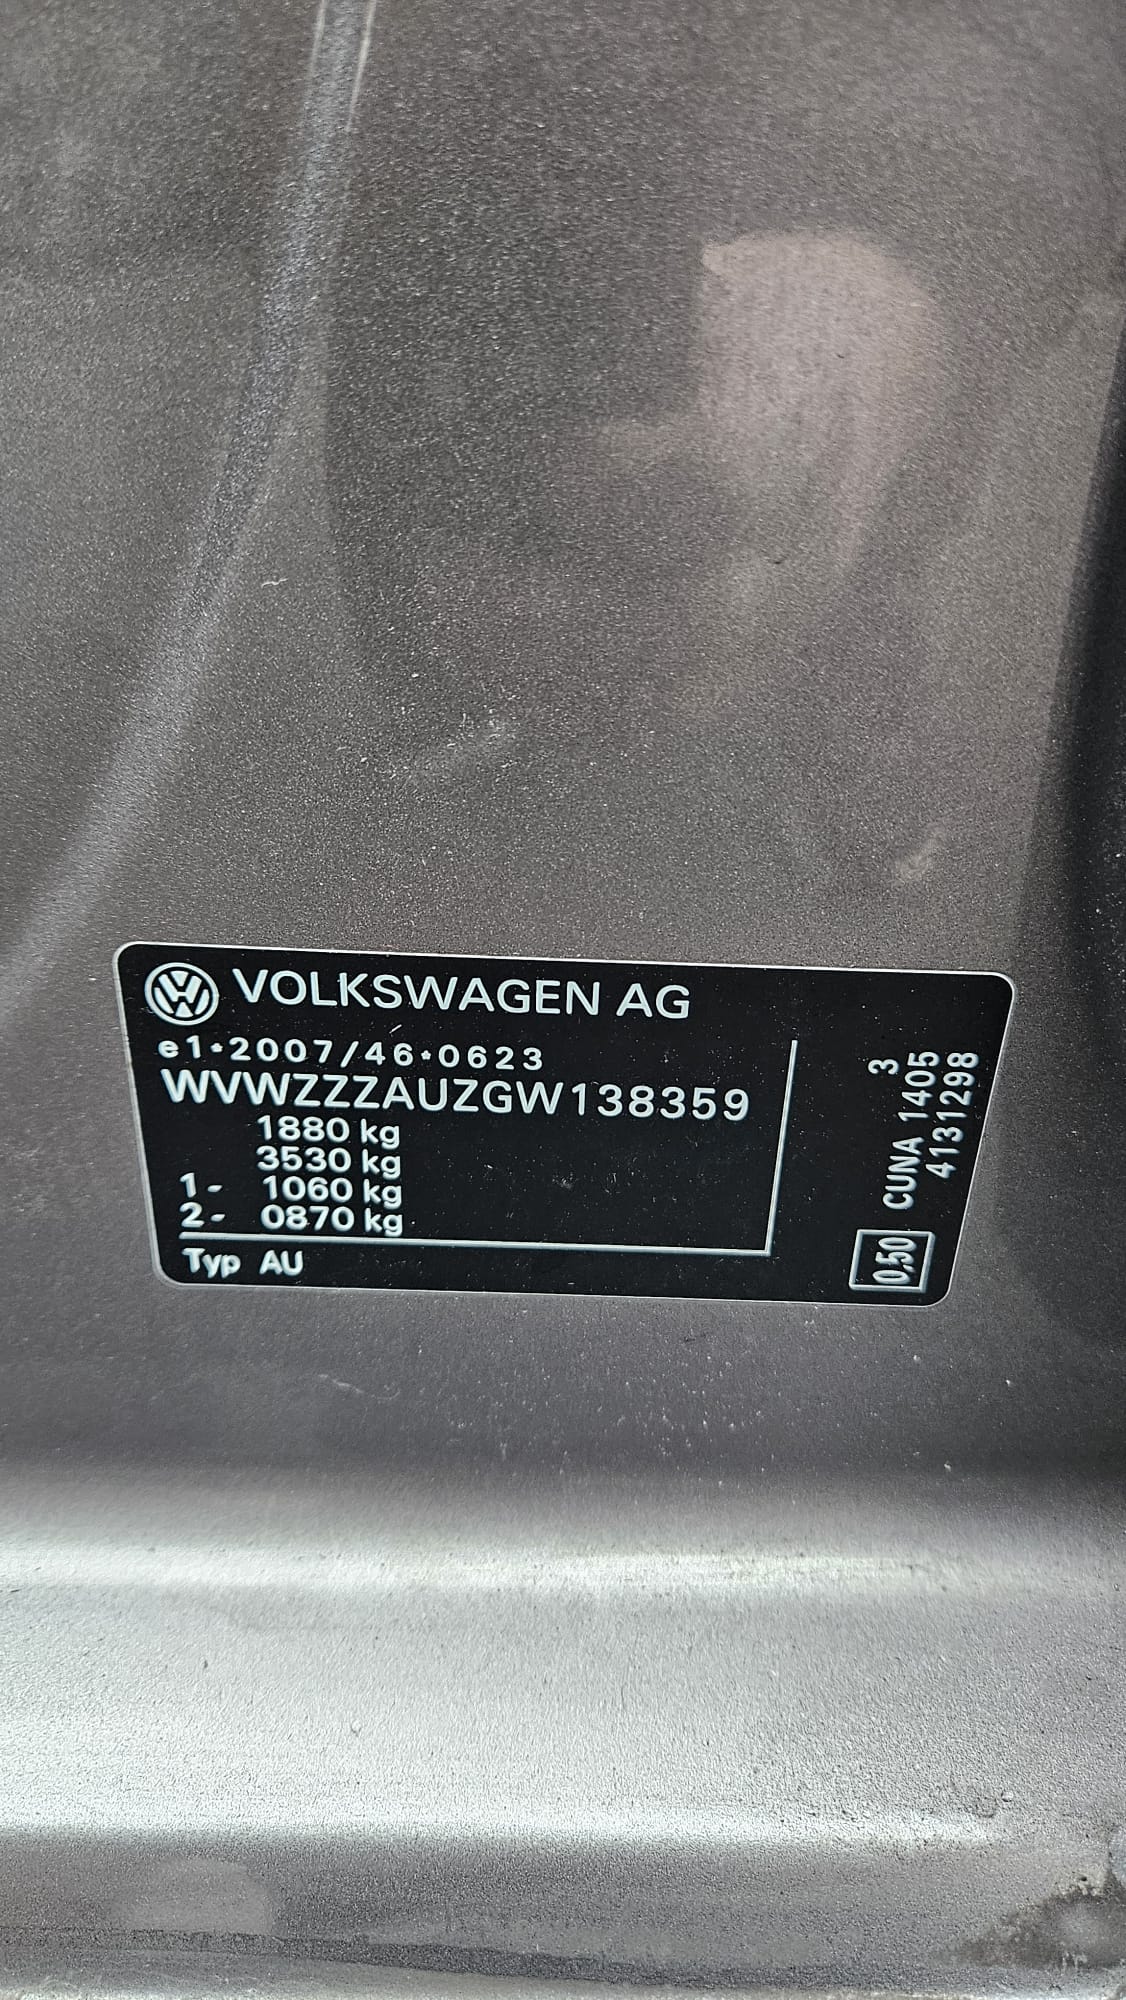 VOLKSWAGEN AG
e1*2007/46*0623
WVWZZZAUZGW138359
1880 kg
3530 kg
1- 1060 kg
2- 0870 kg
Typ AU
3
CUNA 1405
4131298
0,50